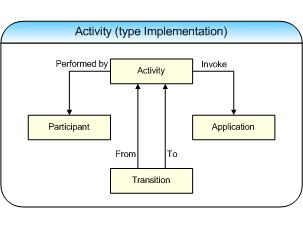 Activity (type Implementation)
Performed by
Activity
Invoke
Participant
Application
From
To
Transition